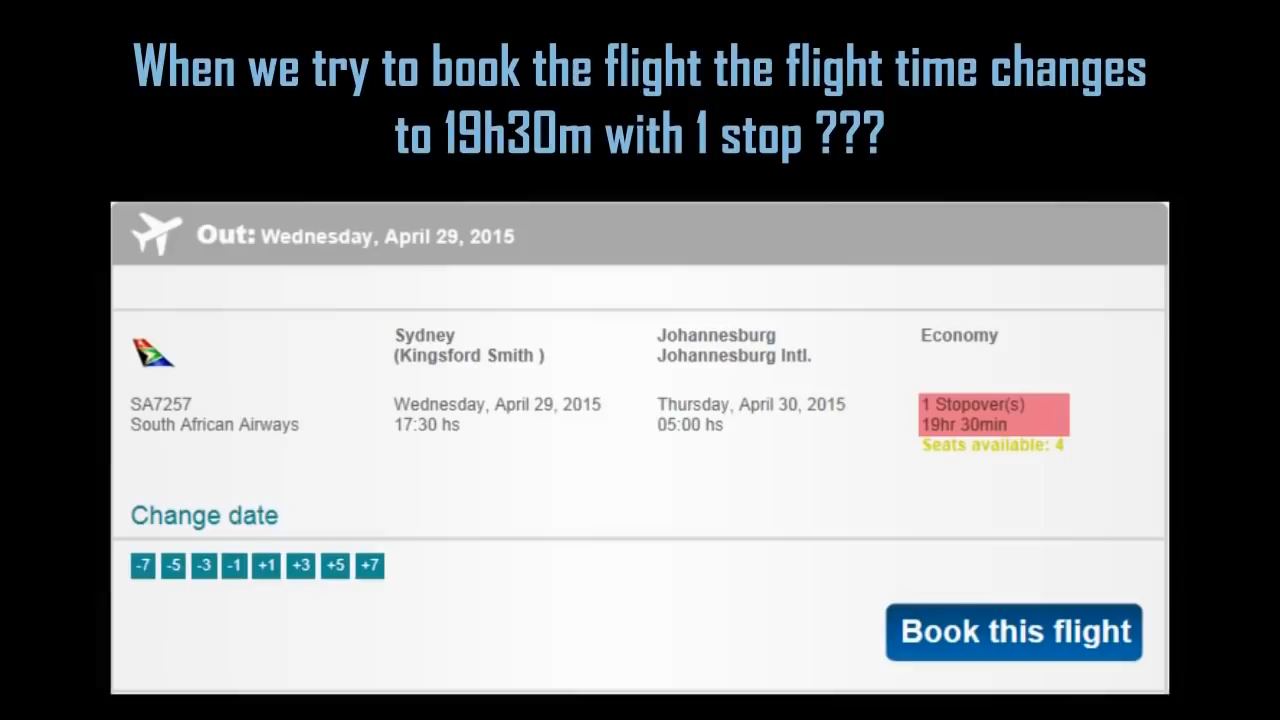 When we try to book the flight the flight time changes
to 19h30m with 1 stop ???
Out: Wednesday, April 29, 2015
Sydney
(Kingsford Smith )
Johannesburg
Johannesburg Intl.
Economy
SA7257
South African Airways
Wednesday, April 29, 2015
17:30 hs
Thursday, April 30, 2015
05:00 hs
1 Stopover(s)
19hr 30min
Seats available: 4
Change date
-7 -5 -3 -1 +1 +3 +5 +7
Book this flight